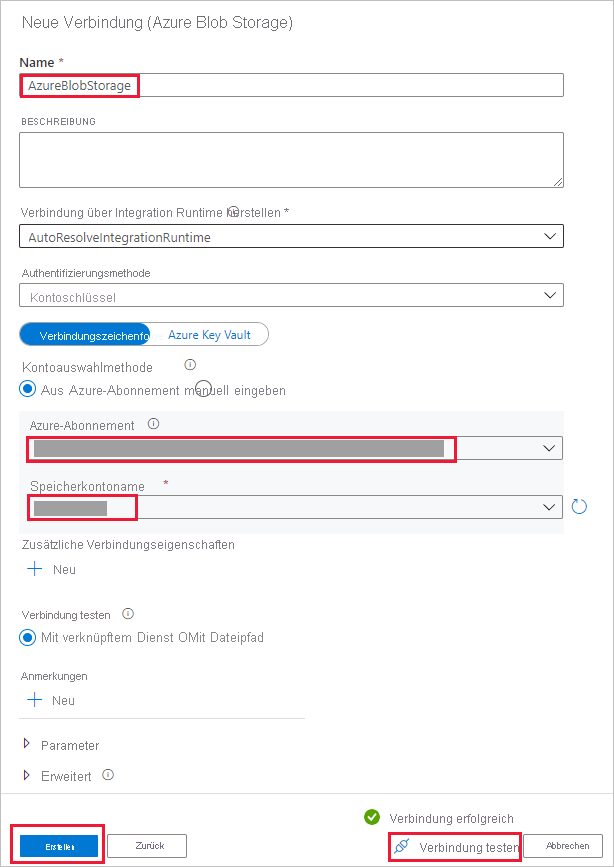 Neue Verbindung (Azure Blob Storage)
Name *
AzureBlobStorage
BESCHREIBUNG
Verbindung über Integration Runtime herstellen *
AutoResolveIntegrationRuntime
Authentifizierungsmethode
Kontoschlüssel
Verbindungszeichenfo Azure Key Vault
Kontoauswahlmethode
Aus Azure-Abonnement manuell eingeben
Azure-Abonnement
Speicherkontoname *
Zusätzliche Verbindungseigenschaften
Neu
Verbindung testen
Mit verknüpftem Dienst OMit Dateipfad
Anmerkungen
Neu
Parameter
Erweitert
Verbindung erfolgreich
Erstellen Zurück Verbindung testen Abbrechen